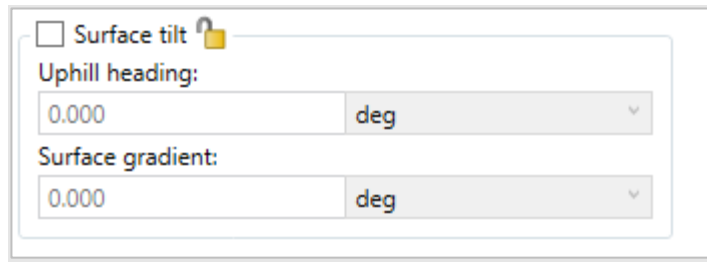 Surface tilt
Uphill heading:
0.000 deg
Surface gradient:
0.000 deg